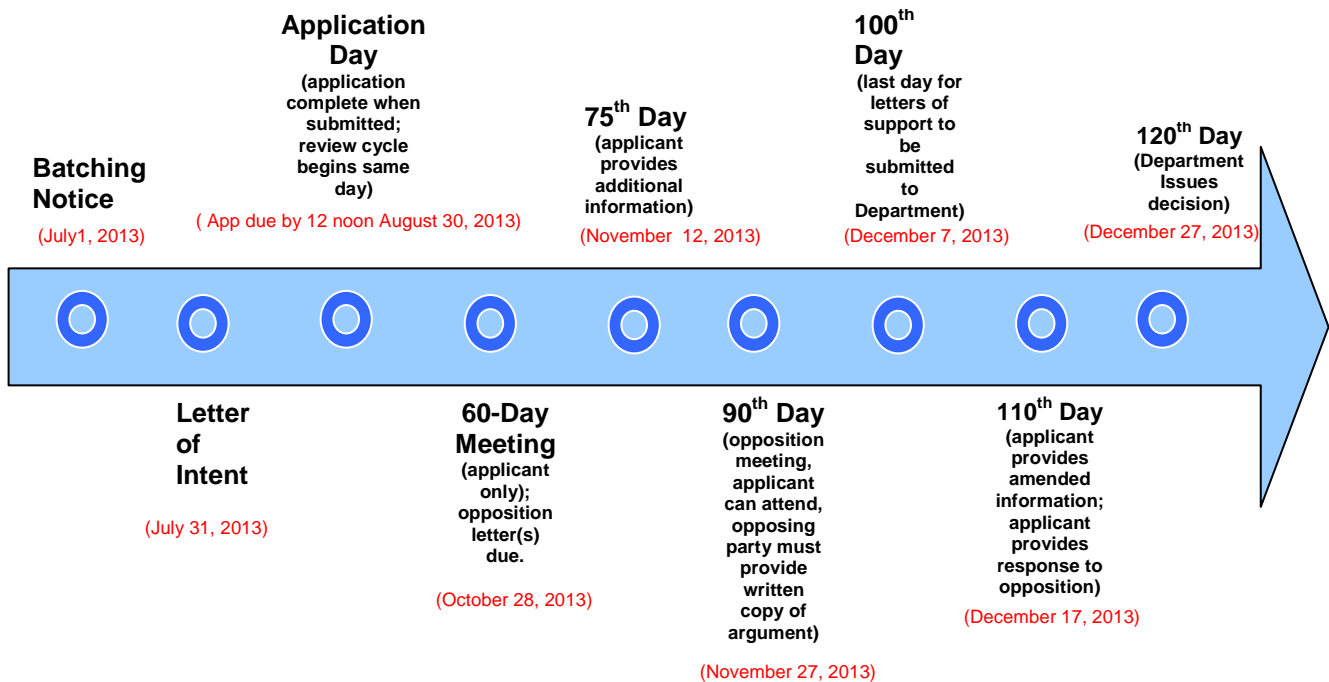 Batching
Notice
(July1, 2013)
Letter
of
Intent
(July 31, 2013)
Application
Day
(application
complete when
submitted;
review cycle
begins same
day)
( App due by 12 noon August 30, 2013)
60-Day
Meeting
(applicant
only);
opposition
letter(s)
due.
(October 28, 2013)
75th Day
(applicant
provides
additional
information)
(November  12, 2013)
90th Day
(opposition
meeting,
applicant
can attend,
opposing
party must
provide
written
copy of
argument)
(November 27, 2013)
100th
Day
(last day for
letters of
support to
be
submitted
to
Department)
(December 7, 2013)
110th Day
(applicant
provides
amended
information;
applicant
provides
response to
opposition)
(December 17, 2013)
120th Day
(Department
Issues
decision)
(December 27, 2013)